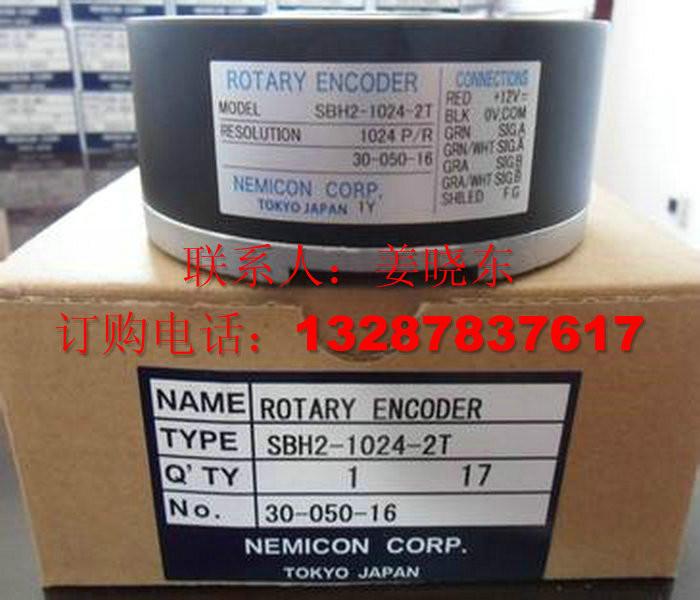 ROTARY ENCODER
MODEL SBH2-1024-2T
RESOLUTION 1024 P/R
30-050-16
NEMICON CORP.
TOKYO JAPAN 1Y
CONNECTIONS
RED +12V=
BLK 0V,COM
GRN SIG.A
GRN/WHT SIG.A̅
GRA SIG.B
GRA/WHT SIG.B̅
SHILED F G
联系人：姜晓东
订购电话：13287837617
NAME ROTARY ENCODER
TYPE SBH2-1024-2T
Q'TY 1 17
No. 30-050-16
NEMICON CORP.
TOKYO JAPAN